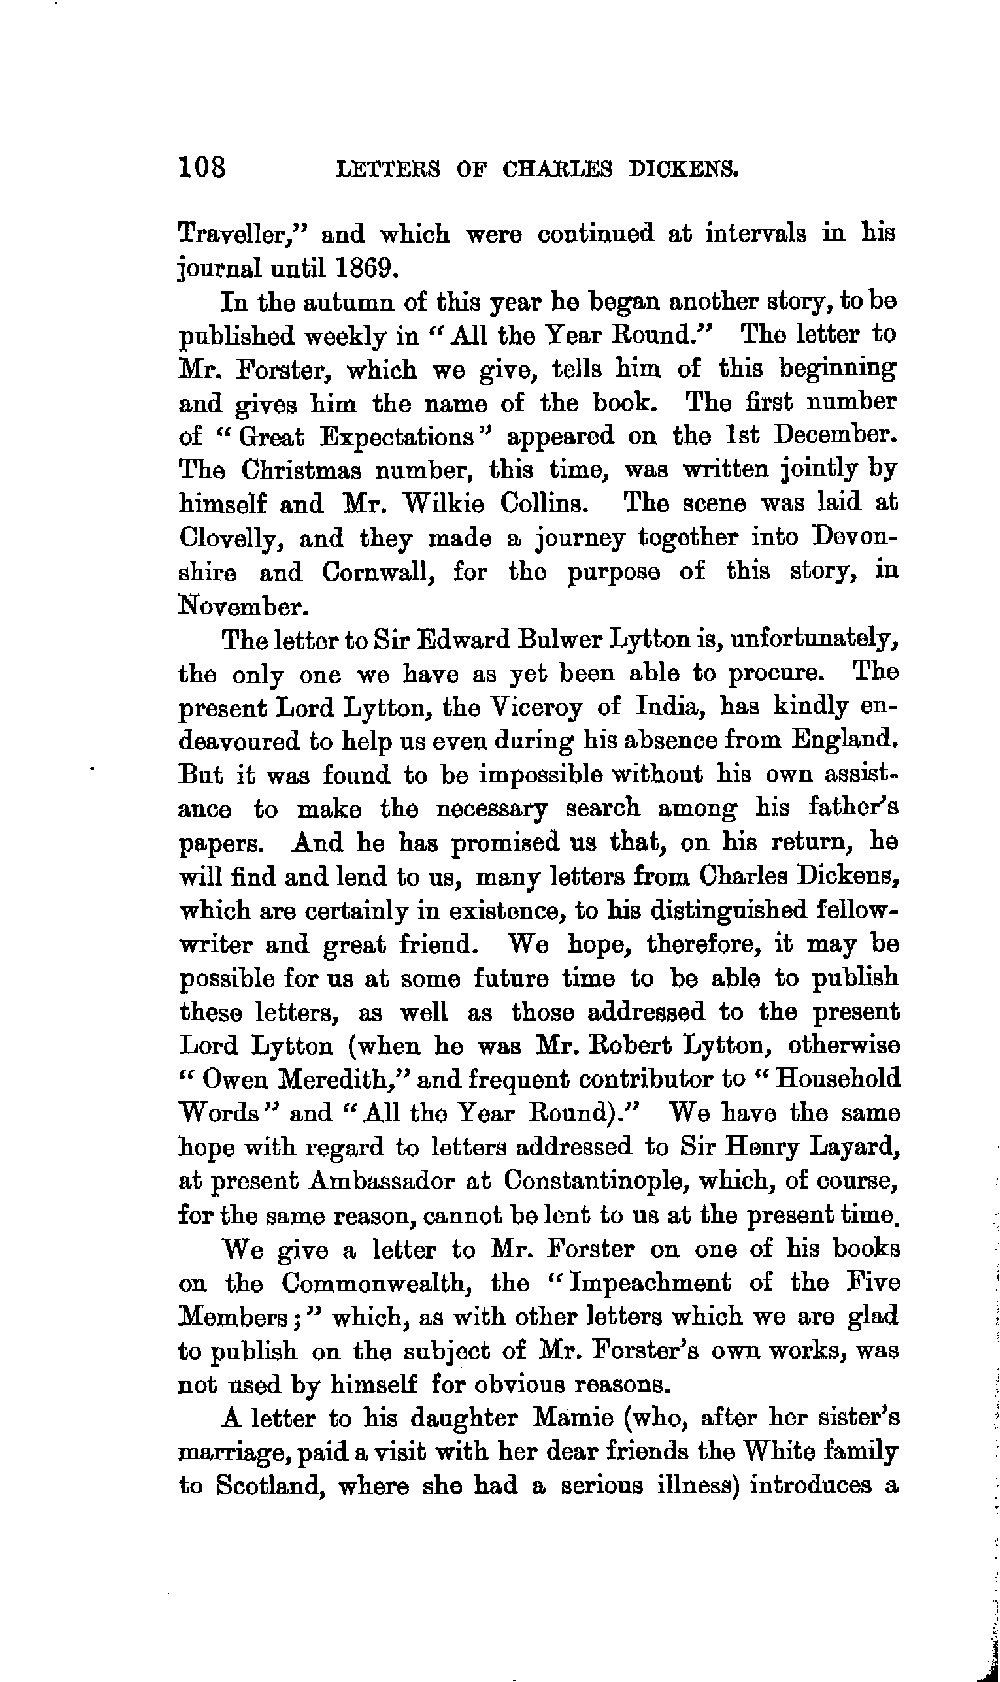 108 LETTERS OF CHARLES DICKENS.
Traveller,” and which were continued at intervals in his
journal until 1869.
In the autumn of this year he began another story, to be
published weekly in “ All the Year Round.” The letter to
Mr. Forster, which we give, tells him of this beginning
and gives him the name of the book. The first number
of “ Great Expectations ” appeared on the 1st December.
The Christmas number, this time, was written jointly by
himself and Mr. Wilkie Collins. The scene was laid at
Clovelly, and they made a journey together into Devon-
shire and Cornwall, for the purpose of this story, in
November.
The letter to Sir Edward Bulwer Lytton is, unfortunately,
the only one we have as yet been able to procure. The
present Lord Lytton, the Viceroy of India, has kindly en-
deavoured to help us even during his absence from England.
But it was found to be impossible without his own assist-
ance to make the necessary search among his father’s
papers. And he has promised us that, on his return, he
will find and lend to us, many letters from Charles Dickens,
which are certainly in existence, to his distinguished fellow-
writer and great friend. We hope, therefore, it may be
possible for us at some future time to be able to publish
these letters, as well as those addressed to the present
Lord Lytton (when he was Mr. Robert Lytton, otherwise
“ Owen Meredith,” and frequent contributor to “ Household
Words ” and “ All the Year Round).” We have the same
hope with regard to letters addressed to Sir Henry Layard,
at present Ambassador at Constantinople, which, of course,
for the same reason, cannot be lent to us at the present time.
We give a letter to Mr. Forster on one of his books
on the Commonwealth, the “ Impeachment of the Five
Members ; ” which, as with other letters which we are glad
to publish on the subject of Mr. Forster’s own works, was
not used by himself for obvious reasons.
A letter to his daughter Mamie (who, after her sister’s
marriage, paid a visit with her dear friends the White family
to Scotland, where she had a serious illness) introduces a